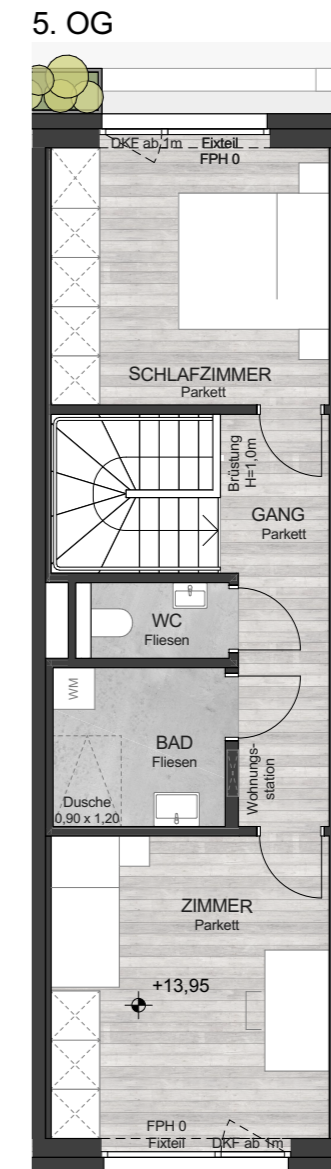 5. OG
DKF ab 1m
Fixteil
FPH 0
SCHLAFZIMMER
Parkett
Brüstung
H=1,0m
GANG
Parkett
WC
Fliesen
WM
BAD
Fliesen
Dusche
0,90 x 1,20
Wohnungs-
station
ZIMMER
Parkett
+13,95
FPH 0
Fixteil
DKF ab 1m